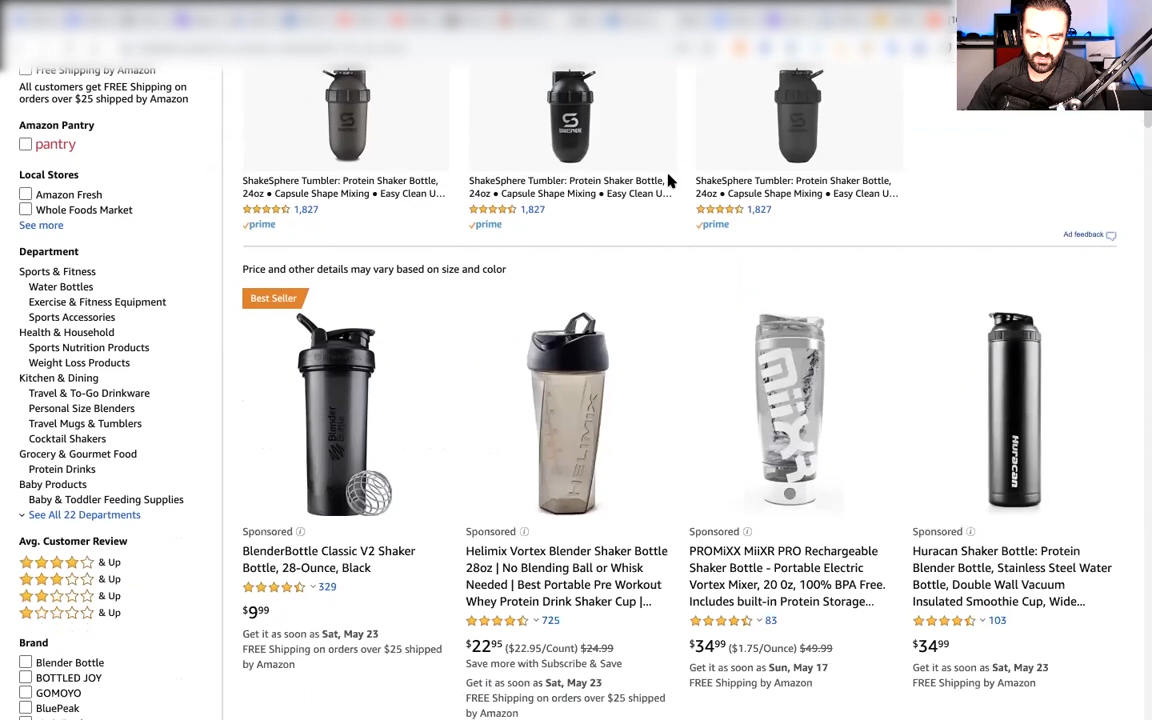 Free Shipping by Amazon
All customers get FREE Shipping on
orders over $25 shipped by Amazon
Amazon Pantry
pantry
Local Stores
Amazon Fresh
Whole Foods Market
See more
Department
Sports & Fitness
Water Bottles
Exercise & Fitness Equipment
Sports Accessories
Health & Household
Sports Nutrition Products
Weight Loss Products
Kitchen & Dining
Travel & To-Go Drinkware
Personal Size Blenders
Travel Mugs & Tumblers
Cocktail Shakers
Grocery & Gourmet Food
Protein Drinks
Baby Products
Baby & Toddler Feeding Supplies
See All 22 Departments
Avg. Customer Review
& Up
& Up
& Up
& Up
Brand
Blender Bottle
BOTTLED JOY
GOMOYO
BluePeak
ShakeSphere Tumbler: Protein Shaker Bottle,
24oz ● Capsule Shape Mixing ● Easy Clean U...
1,827
prime
ShakeSphere Tumbler: Protein Shaker Bottle,
24oz ● Capsule Shape Mixing ● Easy Clean U...
1,827
prime
ShakeSphere Tumbler: Protein Shaker Bottle,
24oz ● Capsule Shape Mixing ● Easy Clean U...
1,827
prime
Ad feedback
Price and other details may vary based on size and color
Best Seller
Blender
Bottle
Sponsored
BlenderBottle Classic V2 Shaker
Bottle, 28-Ounce, Black
329
$9.99
Get it as soon as Sat, May 23
FREE Shipping on orders over $25 shipped
by Amazon
HELIMIX
Sponsored
Helimix Vortex Blender Shaker Bottle
28oz | No Blending Ball or Whisk
Needed | Best Portable Pre Workout
Whey Protein Drink Shaker Cup |...
725
$22.95 ($22.95/Count) $24.99
Save more with Subscribe & Save
Get it as soon as Sat, May 23
FREE Shipping on orders over $25 shipped
by Amazon
MiiXR
Sponsored
PROMiXX MiiXR PRO Rechargeable
Shaker Bottle - Portable Electric
Vortex Mixer, 20 Oz, 100% BPA Free.
Includes built-in Protein Storage...
83
$34.99 ($1.75/Ounce) $49.99
Get it as soon as Sun, May 17
FREE Shipping by Amazon
Huracan
Sponsored
Huracan Shaker Bottle: Protein
Blender Bottle, Stainless Steel Water
Bottle, Double Wall Vacuum
Insulated Smoothie Cup, Wide...
103
$34.99
Get it as soon as Sat, May 23
FREE Shipping by Amazon